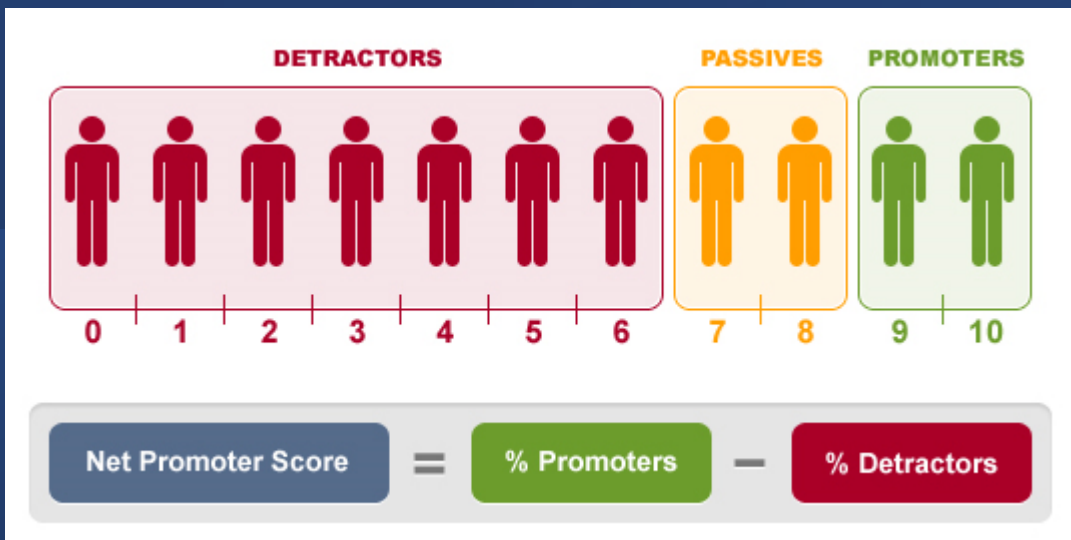 DETRACTORS PASSIVES PROMOTERS
0 1 2 3 4 5 6 7 8 9 10
Net Promoter Score = % Promoters − % Detractors